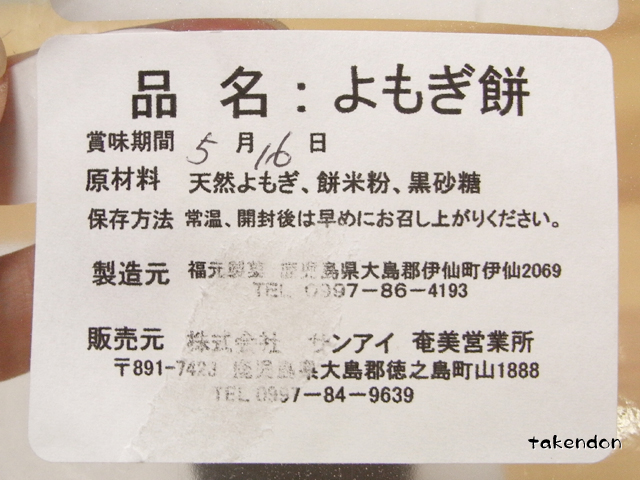 品 名：よもぎ餅
賞味期間 5 月 16 日
原材料 天然よもぎ、餅米粉、黒砂糖
保存方法 常温、開封後は早めにお召し上がりください。
製造元 福元製菓 鹿児島県大島郡伊仙町伊仙2069
TEL 0997-86-4193
販売元 株式会社 サンアイ 奄美営業所
〒891-7423 鹿児島県大島郡徳之島町山1888
TEL 0997-84-9639
takendon